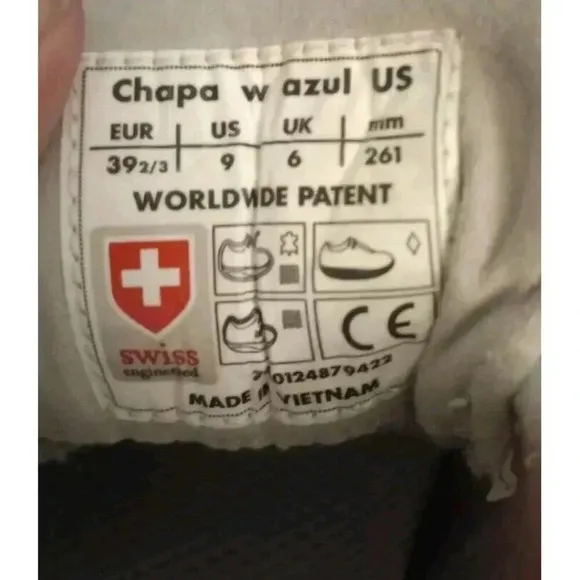 Chapa w azul US
EUR | US UK | mm
39 2/3 | 9 6 | 261
WORLDWIDE PATENT
swiss
engineered
CE
0124879422
MADE IN VIETNAM